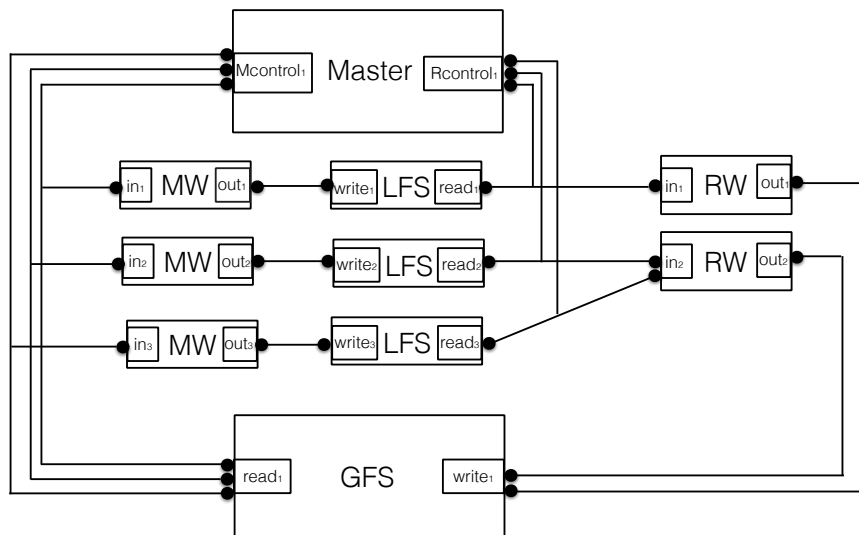 Mcontrol₁ Master Rcontrol₁
in₁ MW out₁ write₁ LFS read₁ in₁ RW out₁
in₂ MW out₂ write₂ LFS read₂ in₂ RW out₂
in₃ MW out₃ write₃ LFS read₃
read₁ GFS write₁